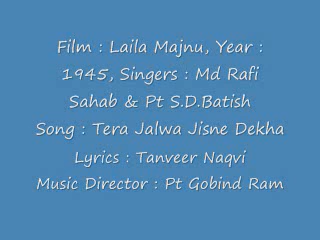 Film : Laila Majnu, Year :
1945, Singers : Md Rafi
Sahab & Pt S.D.Batish
Song : Tera Jalwa Jisne Dekha
Lyrics : Tanveer Naqvi
Music Director : Pt Gobind Ram